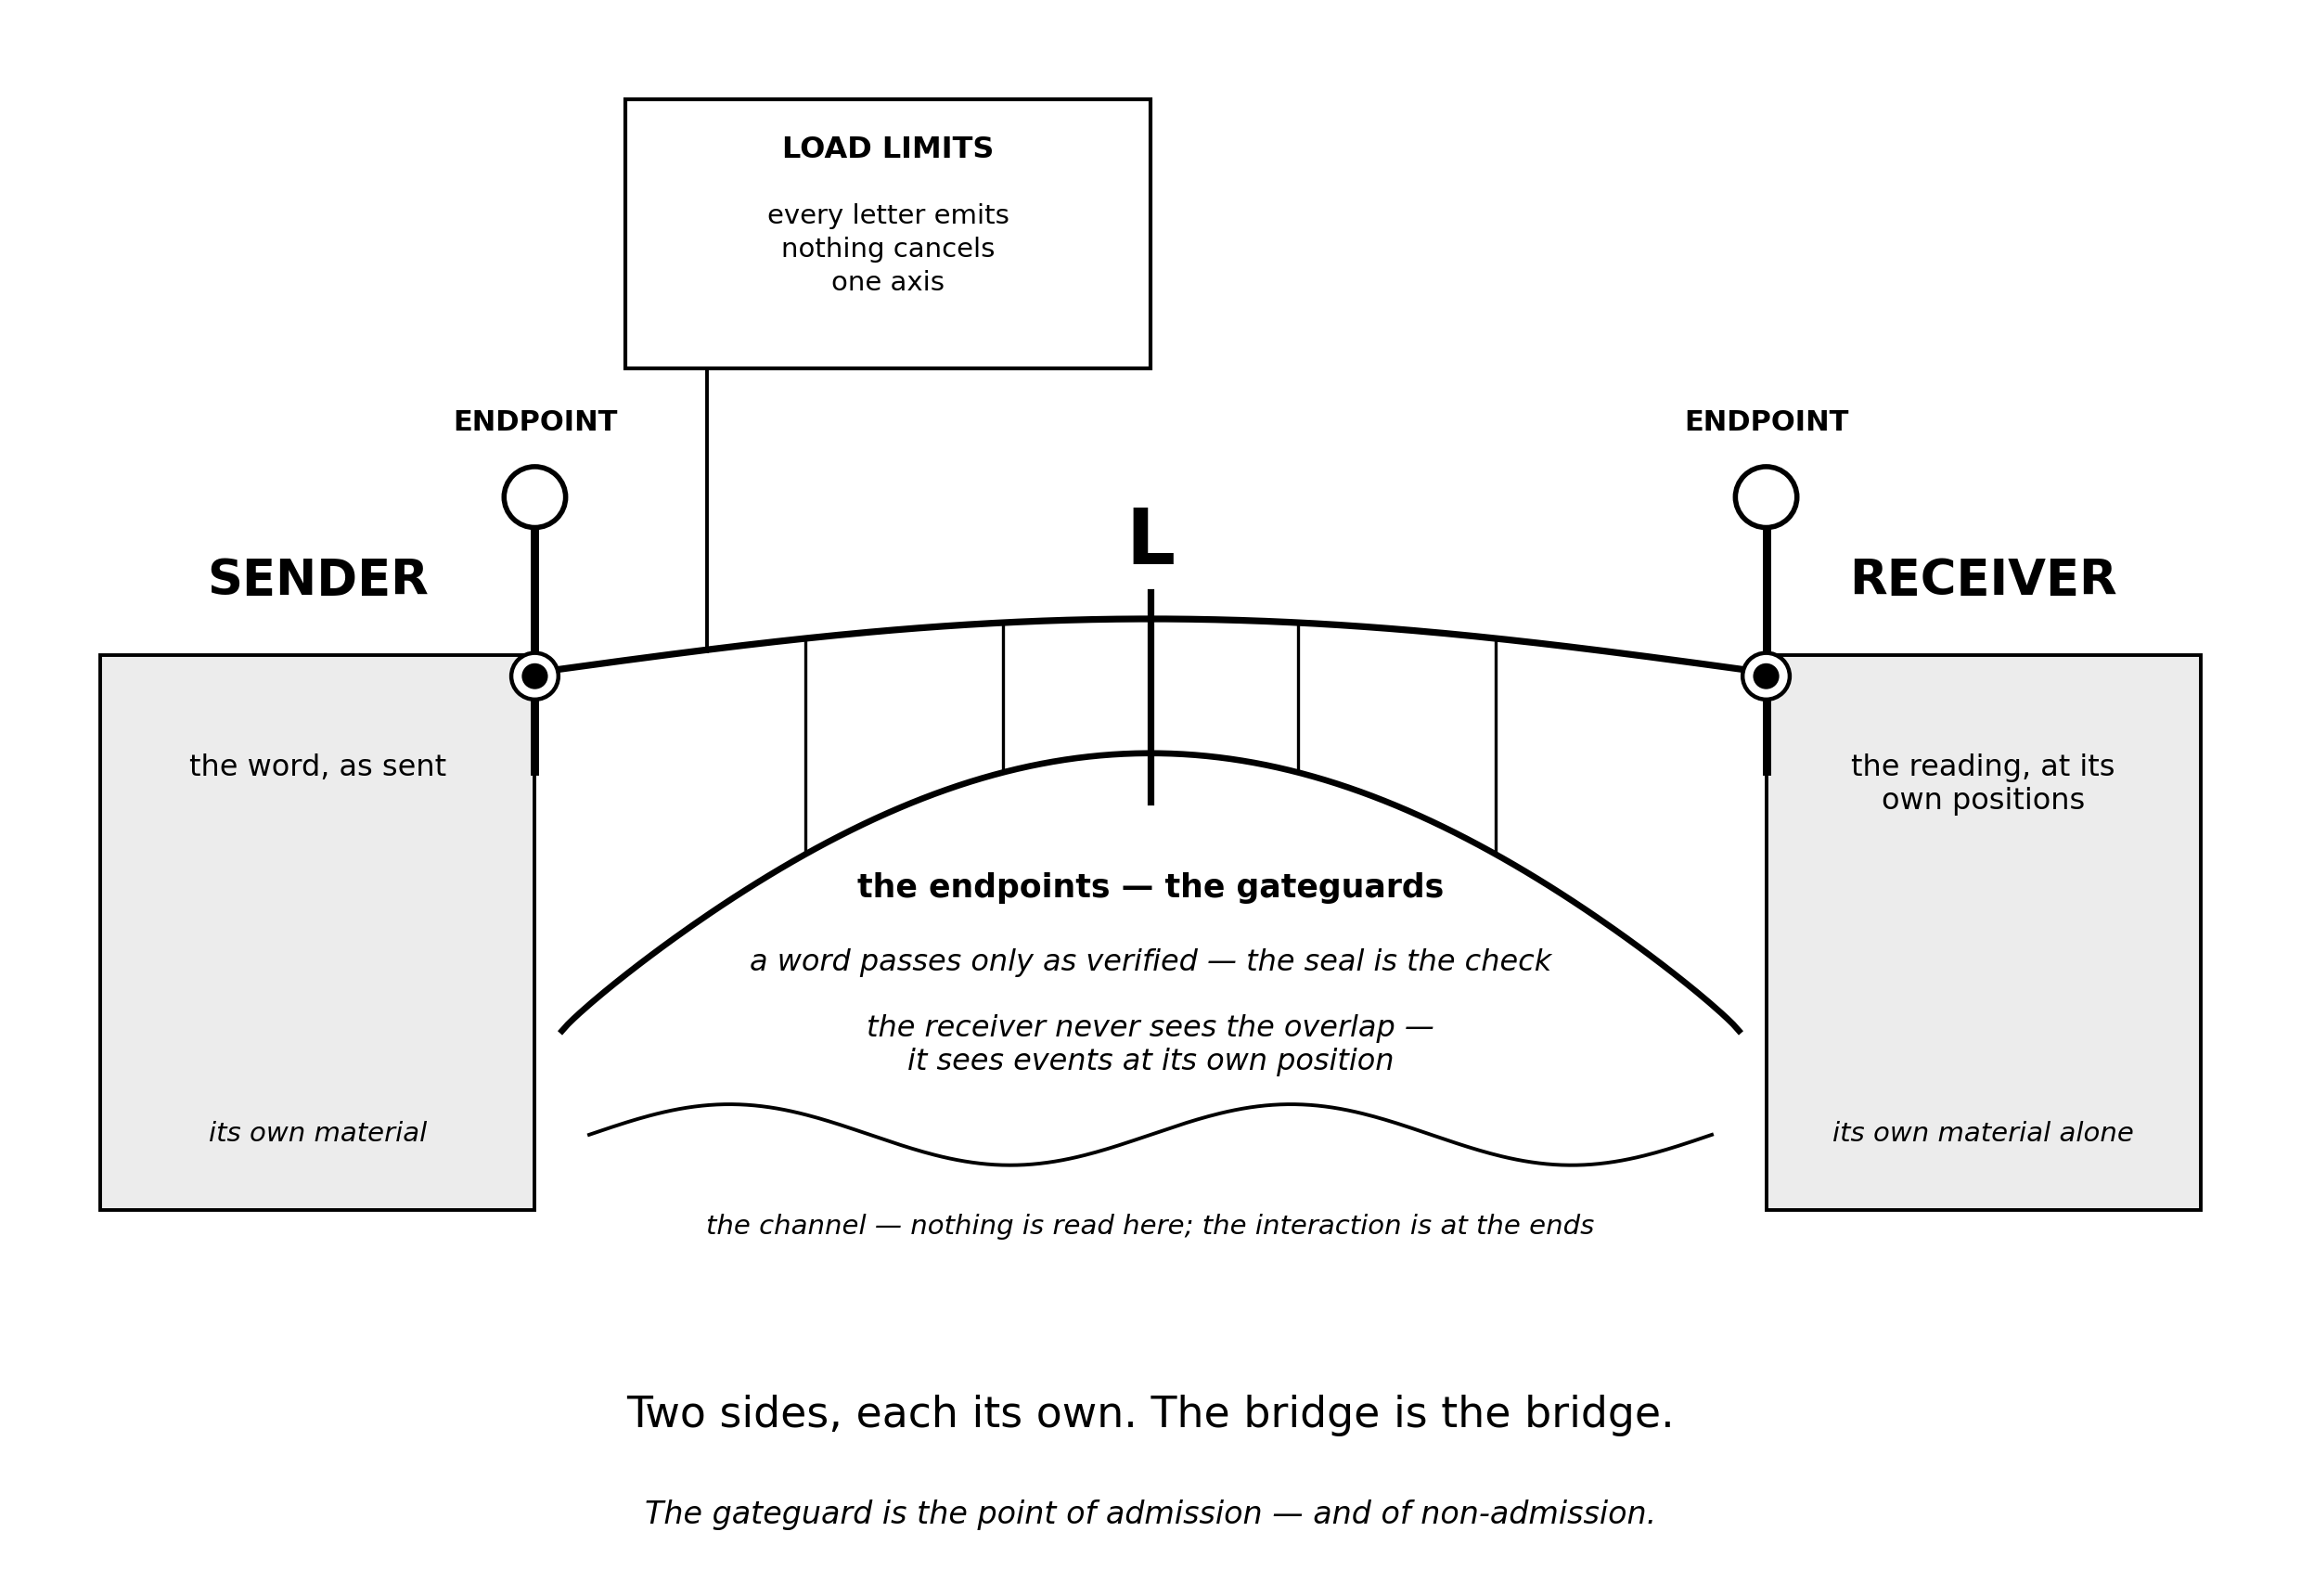 LOAD LIMITS
every letter emits
nothing cancels
one axis
ENDPOINT
ENDPOINT
L
SENDER
RECEIVER
the word, as sent
the reading, at its
own positions
the endpoints — the gateguards
a word passes only as verified — the seal is the check
the receiver never sees the overlap —
it sees events at its own position
its own material
its own material alone
the channel — nothing is read here; the interaction is at the ends
Two sides, each its own. The bridge is the bridge.
The gateguard is the point of admission — and of non-admission.